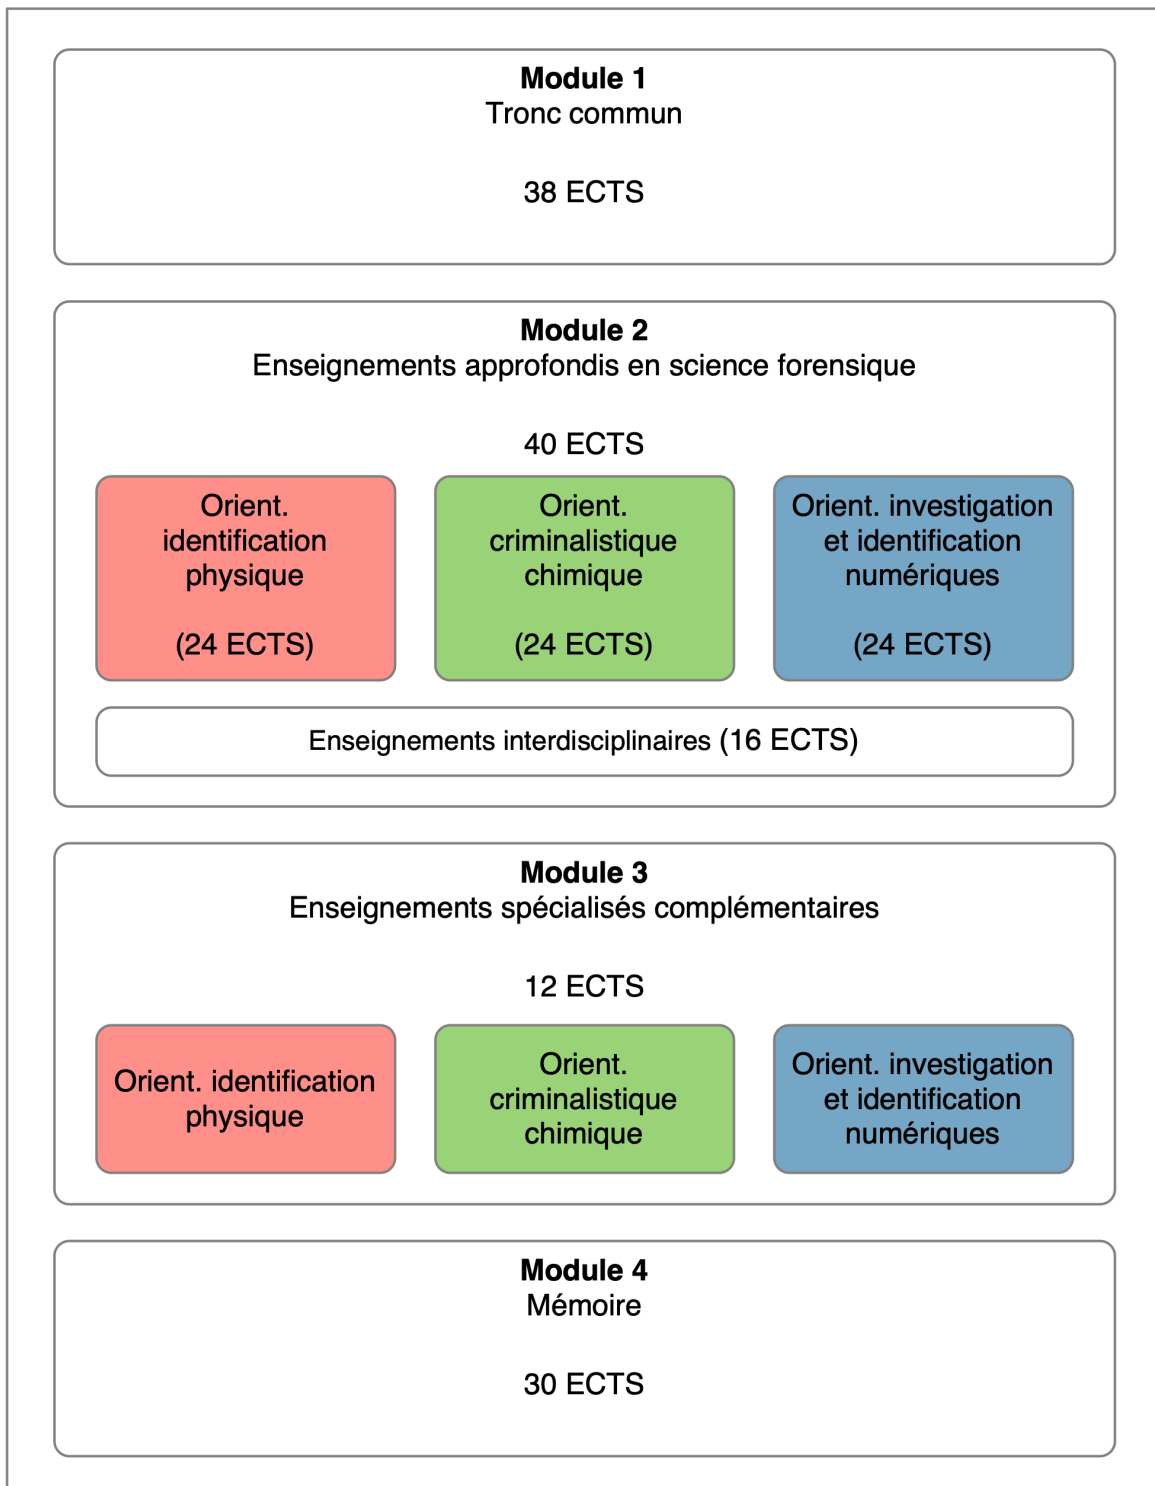 Module 1
Tronc commun
38 ECTS
Module 2
Enseignements approfondis en science forensique
40 ECTS
Orient.
identification
physique
(24 ECTS)
Orient.
criminalistique
chimique
(24 ECTS)
Orient. investigation
et identification
numériques
(24 ECTS)
Enseignements interdisciplinaires (16 ECTS)
Module 3
Enseignements spécialisés complémentaires
12 ECTS
Orient. identification
physique
Orient.
criminalistique
chimique
Orient. investigation
et identification
numériques
Module 4
Mémoire
30 ECTS